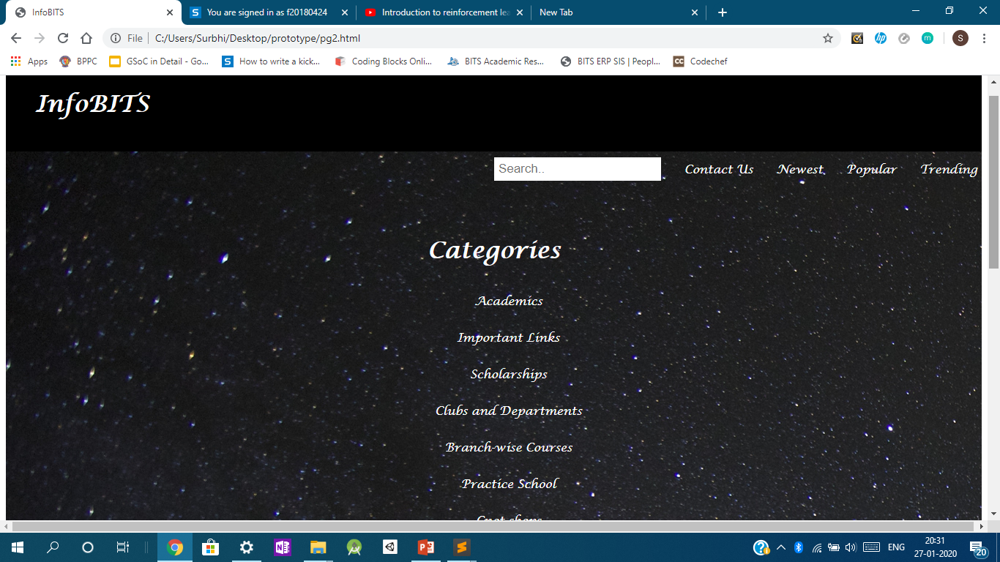 InfoBITS
You are signed in as f20180424
Introduction to reinforcement lea
New Tab
File
C:/Users/Surbhi/Desktop/prototype/pg2.html
S
Apps
BPPC
GSoC in Detail - Go...
How to write a kick...
Coding Blocks Onli...
BITS Academic Res...
BITS ERP SIS | Peopl...
Codechef
InfoBITS
Search..
Contact Us
Newest
Popular
Trending
Categories
Academics
Important Links
Scholarships
Clubs and Departments
Branch-wise Courses
Practice School
ENG
20:31
27-01-2020
20